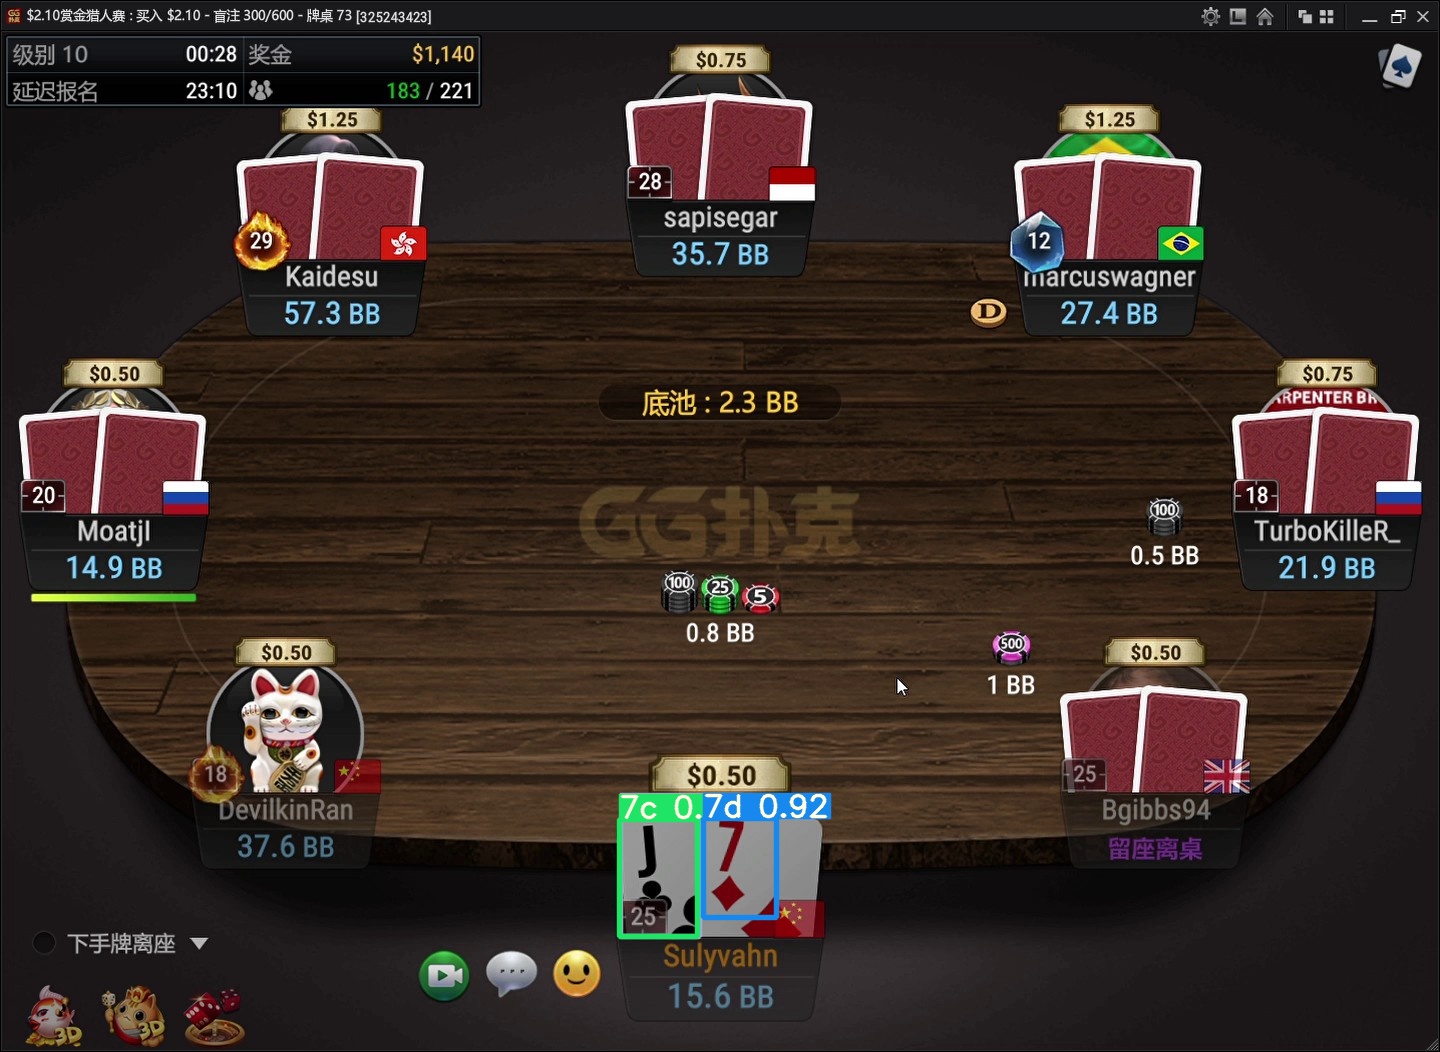 $2.10赏金猎人赛 : 买入 $2.10 - 盲注 300/600 - 牌桌 73 [325243423]
级别 10 00:28 奖金 $1,140
延迟报名 23:10 183 / 221
$0.75
28
sapisegar
35.7 BB
$1.25
29
Kaidesu
57.3 BB
$1.25
12
marcuswagner
27.4 BB
D
$0.50
20
Moatjl
14.9 BB
底池 : 2.3 BB
$0.75
ARPENTER BR
18
TurboKilleR_
21.9 BB
GG扑克
100
0.5 BB
100 25 5
0.8 BB
500
1 BB
$0.50
18
DevilkinRan
37.6 BB
$0.50
25
Bgibbs94
留座离桌
$0.50
7c 0. 7d 0.92
J 7
25
Sulyvahn
15.6 BB
下手牌离座
3D 3D